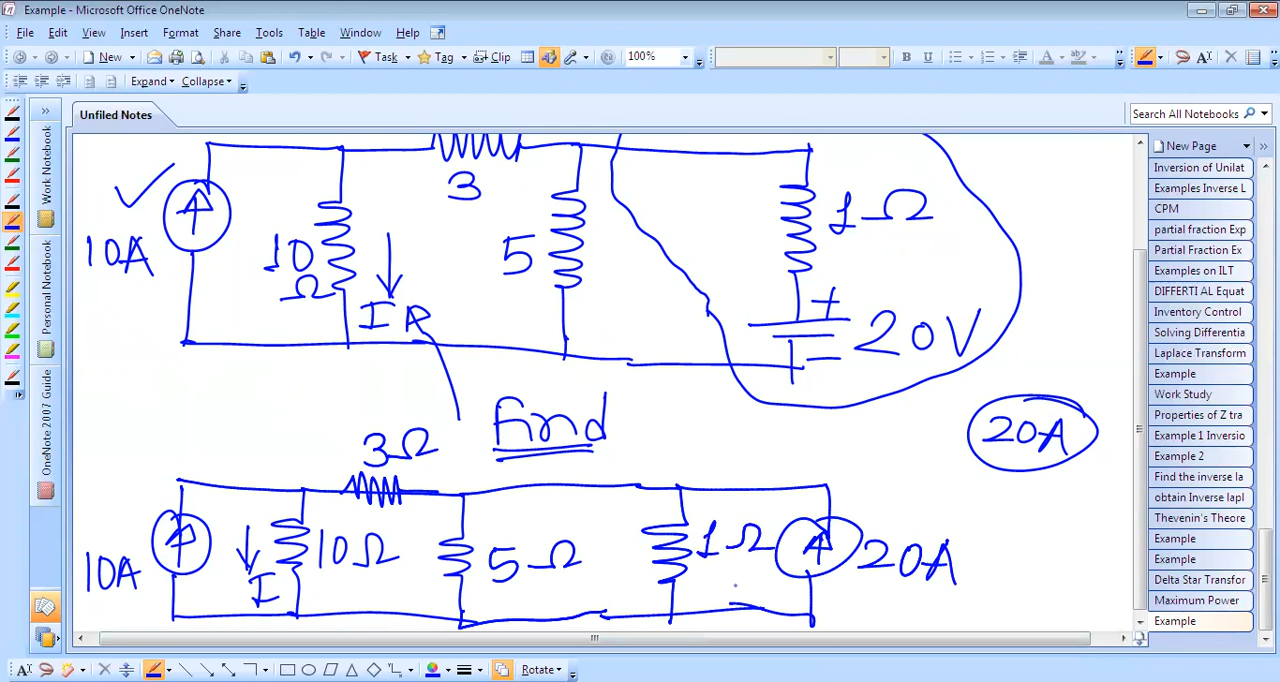 Example - Microsoft Office OneNote
File Edit View Insert Format Share Tools Table Window Help
New Task Tag Clip 100% B U A
Expand Collapse
Unfiled Notes
Search All Notebooks
New Page
Inversion of Unilat
Examples Inverse L
CPM
partial fraction Exp
Partial Fraction Ex
Examples on ILT
DIFFERTI AL Equat
Inventory Control
Solving Differentia
Laplace Transform
Example
Work Study
Properties of Z tra
Example 1 Inversio
Example 2
Find the inverse la
obtain Inverse lapl
Thevenin's Theore
Example
Example
Delta Star Transfor
Maximum Power
Example
Work Notebook
Personal Notebook
OneNote 2007 Guide
3
1Ω
10A
10
Ω
5
IR
+
20V
Find
20A
3Ω
10A
I
10Ω
5Ω
1Ω
20A
Rotate